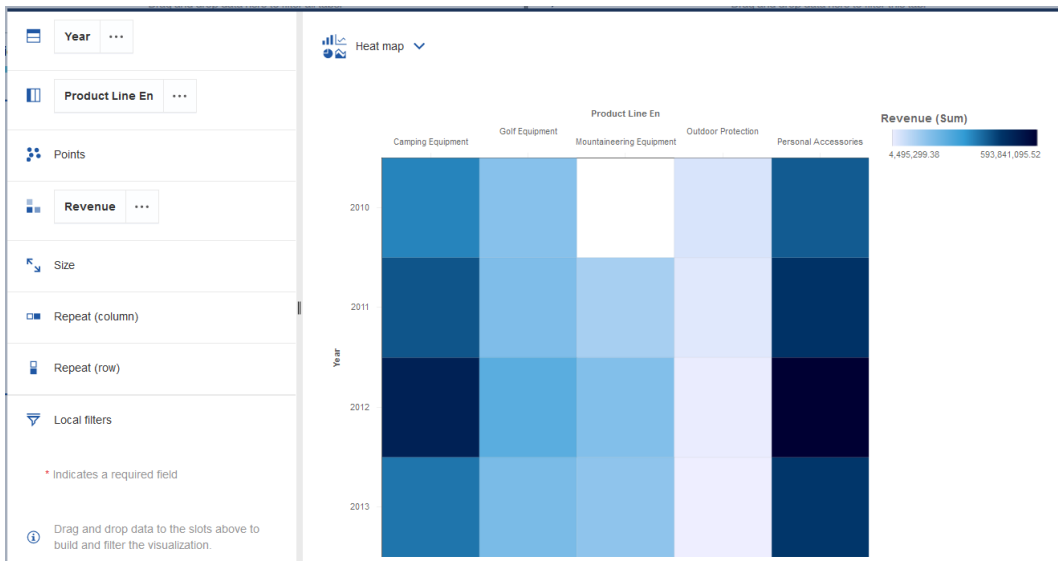 Year
Product Line En
Points
Revenue
Size
Repeat (column)
Repeat (row)
Local filters
* Indicates a required field
Drag and drop data to the slots above to
build and filter the visualization.
Heat map
Product Line En
Camping Equipment
Golf Equipment
Mountaineering Equipment
Outdoor Protection
Personal Accessories
Year
2010
2011
2012
2013
Revenue (Sum)
4,495,299.38
593,841,095.52